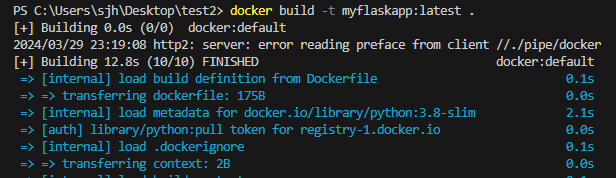 PS C:\Users\sjh\Desktop\test2> docker build -t myflaskapp:latest .
[+] Building 0.0s (0/0)  docker:default
2024/03/29 23:19:08 http2: server: error reading preface from client //./pipe/docker
[+] Building 12.8s (10/10) FINISHED docker:default
=> [internal] load build definition from Dockerfile 0.1s
=> => transferring dockerfile: 175B 0.0s
=> [internal] load metadata for docker.io/library/python:3.8-slim 2.1s
=> [auth] library/python:pull token for registry-1.docker.io 0.0s
=> [internal] load .dockerignore 0.1s
=> => transferring context: 2B 0.0s